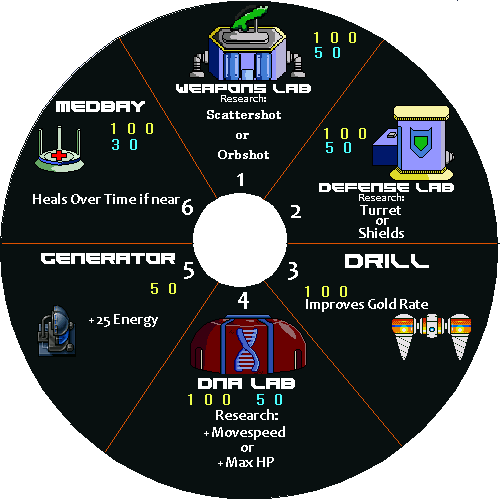 100
50
WEAPONS LAB
Research:
Scattershot
or
Orbshot
1
MEDBAY
100
30
Heals Over Time if near
6
100
50
DEFENSE LAB
Research:
Turret
or
Shields
2
GENERATOR
5
50
+25 Energy
3
DRILL
100
Improves Gold Rate
4
DNA LAB
100 50
Research:
+Movespeed
or
+Max HP